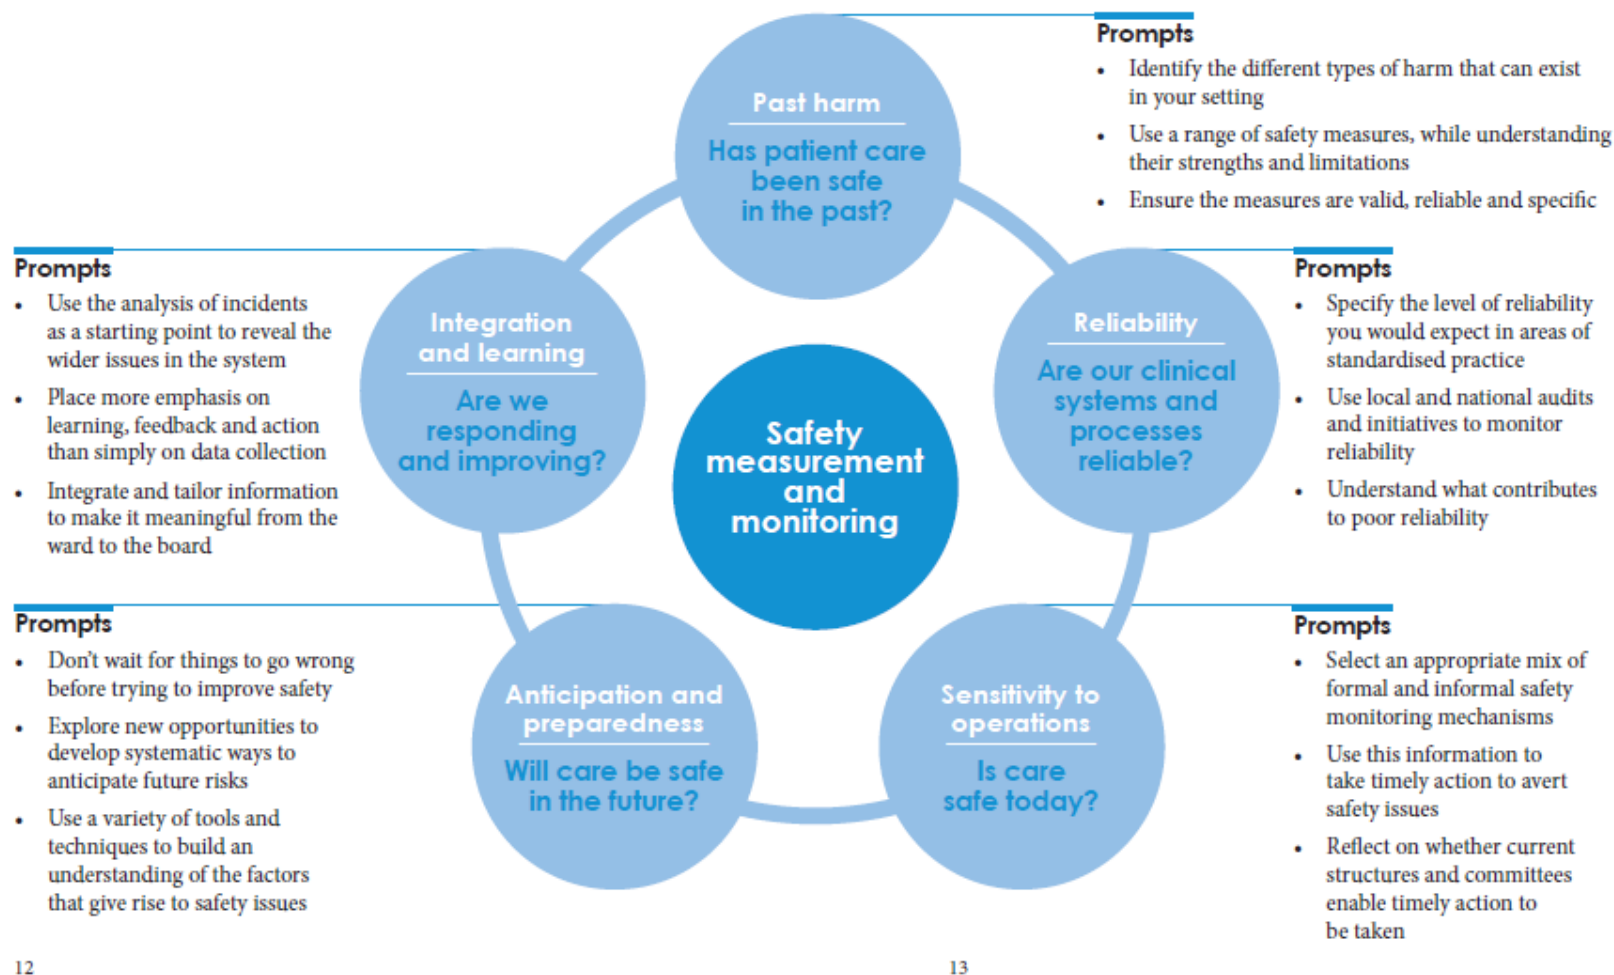 Past harm
Has patient care
been safe
in the past?
Prompts
• Identify the different types of harm that can exist
in your setting
• Use a range of safety measures, while understanding
their strengths and limitations
• Ensure the measures are valid, reliable and specific
Reliability
Are our clinical
systems and
processes
reliable?
Prompts
• Specify the level of reliability
you would expect in areas of
standardised practice
• Use local and national audits
and initiatives to monitor
reliability
• Understand what contributes
to poor reliability
Sensitivity to
operations
Is care
safe today?
Prompts
• Select an appropriate mix of
formal and informal safety
monitoring mechanisms
• Use this information to
take timely action to avert
safety issues
• Reflect on whether current
structures and committees
enable timely action to
be taken
Anticipation and
preparedness
Will care be safe
in the future?
Prompts
• Don't wait for things to go wrong
before trying to improve safety
• Explore new opportunities to
develop systematic ways to
anticipate future risks
• Use a variety of tools and
techniques to build an
understanding of the factors
that give rise to safety issues
Integration
and learning
Are we
responding
and improving?
Prompts
• Use the analysis of incidents
as a starting point to reveal the
wider issues in the system
• Place more emphasis on
learning, feedback and action
than simply on data collection
• Integrate and tailor information
to make it meaningful from the
ward to the board
Safety
measurement
and
monitoring
12
13